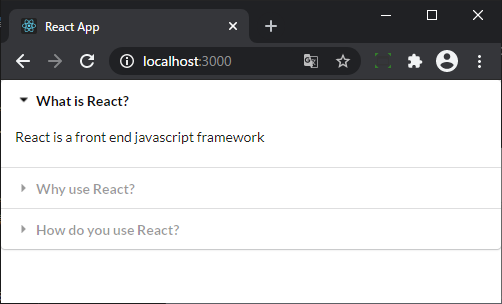 React App
localhost:3000
What is React?
React is a front end javascript framework
Why use React?
How do you use React?